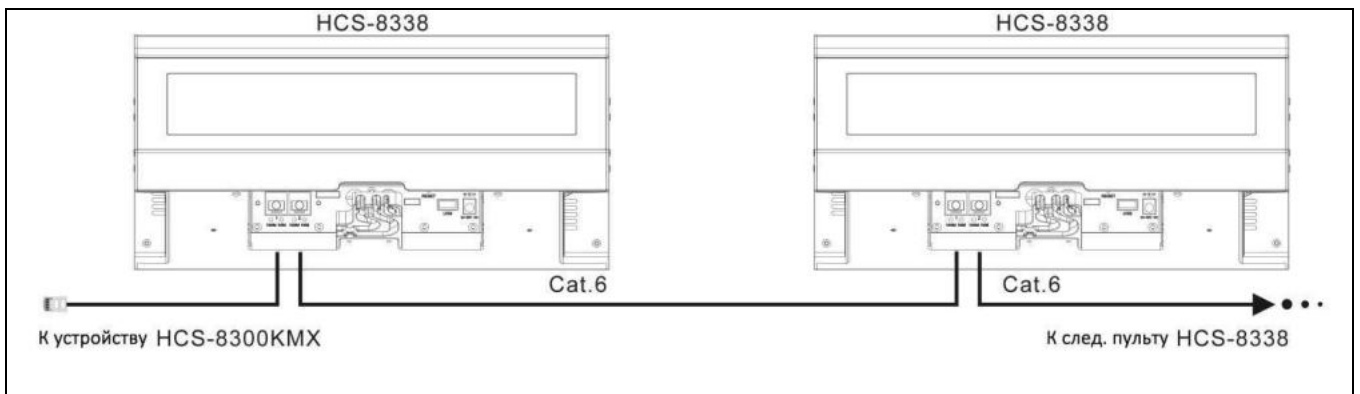 HCS-8338 HCS-8338
Cat.6 Cat.6
К устройству HCS-8300KMX К след. пульту HCS-8338